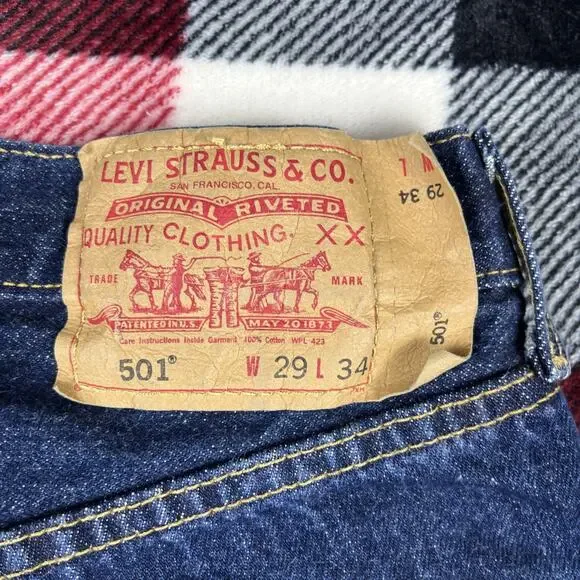 LEVI STRAUSS & CO.
SAN FRANCISCO, CAL.
ORIGINAL RIVETED
QUALITY CLOTHING. XX
TRADE MARK
PATENTED IN U.S. MAY 20 1873
Care Instructions Inside Garment 100% Cotton WPL 423
501® W 29 L 34
W L
29 34
501®